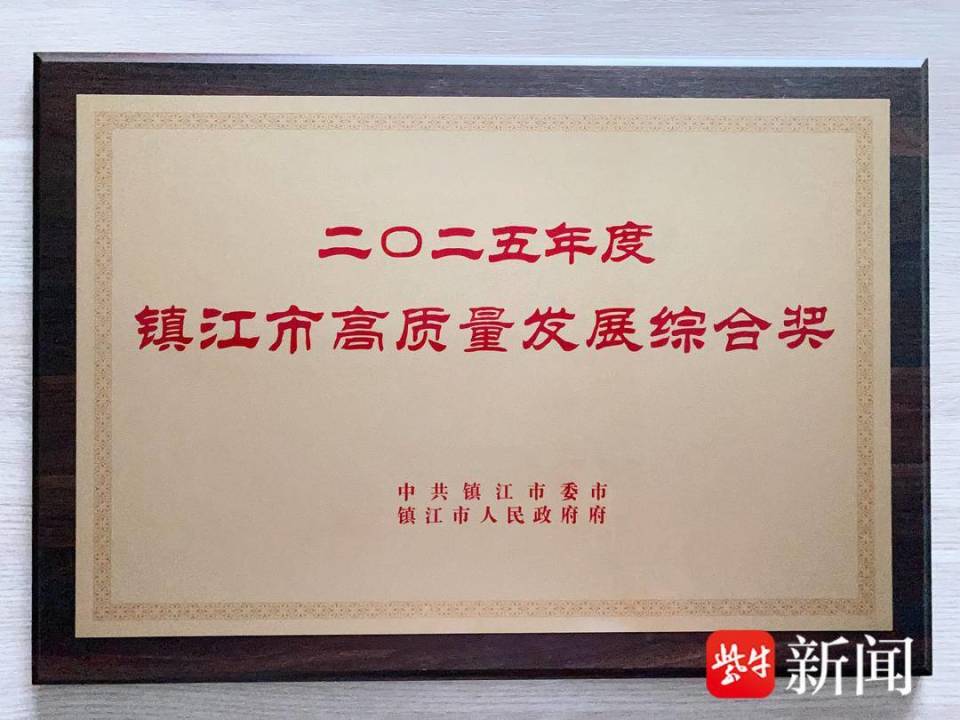 二〇二五年度
镇江市高质量发展综合奖
中共镇江市委市
镇江市人民政府府
紫牛 新闻